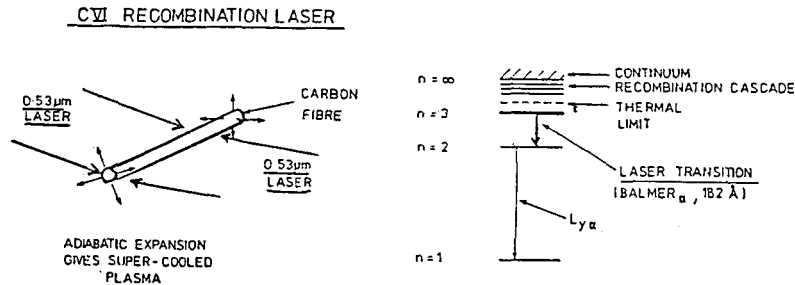 CVI RECOMBINATION LASER
0·53µm
LASER
CARBON
FIBRE
0·53µm
LASER
ADIABATIC EXPANSION
GIVES SUPER-COOLED
PLASMA
n = ∞
CONTINUUM
RECOMBINATION CASCADE
THERMAL
LIMIT
n = 3
n = 2
LASER TRANSITION
(BALMER α , 182 Å)
Ly α
n = 1